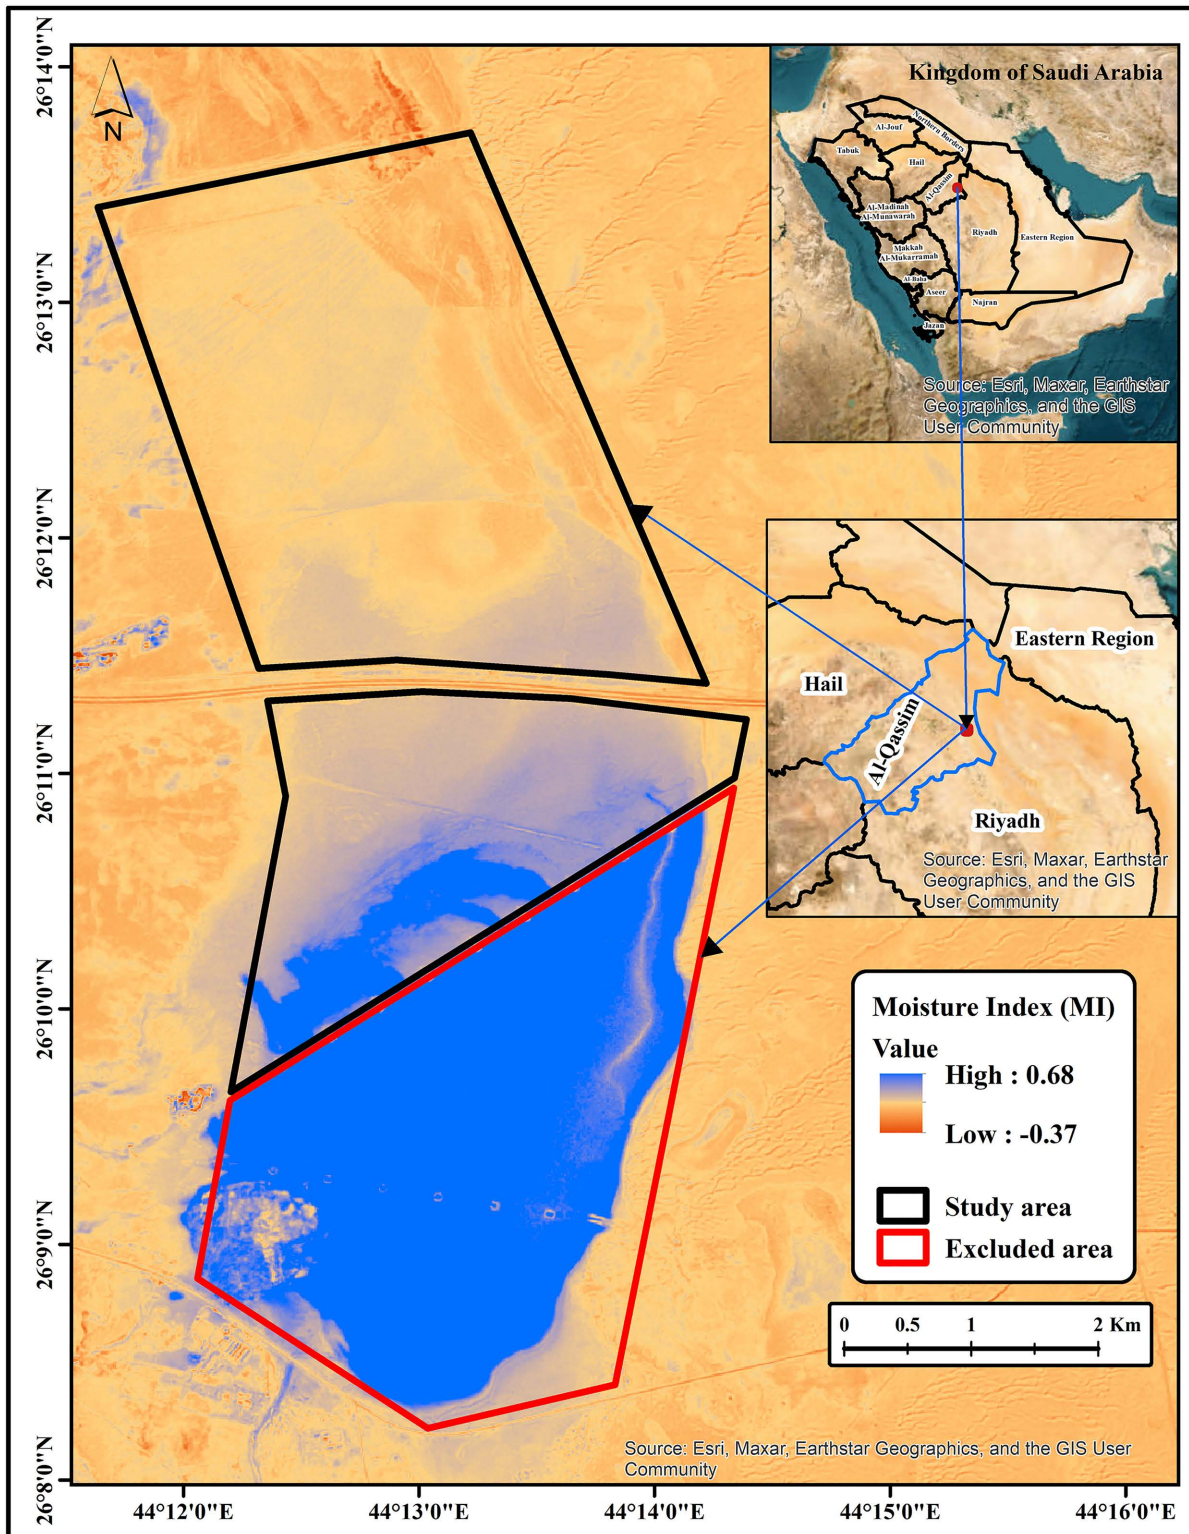 26°14'0"N
26°13'0"N
26°12'0"N
26°11'0"N
26°10'0"N
26°9'0"N
26°8'0"N
N
Kingdom of Saudi Arabia
Northern Borders
Al-Jouf
Tabuk
Hail
Al-Qassim
Al-Madinah
Al-Munawarah
Riyadh
Eastern Region
Makkah
Al-Mukarramah
Al-Baha
Aseer
Najran
Jazan
Source: Esri, Maxar, Earthstar
Geographics, and the GIS
User Community
Eastern Region
Hail
Al-Qassim
Riyadh
Source: Esri, Maxar, Earthstar
Geographics, and the GIS
User Community
Moisture Index (MI)
Value
High : 0.68
Low : -0.37
Study area
Excluded area
0 0.5 1 2 Km
Source: Esri, Maxar, Earthstar Geographics, and the GIS User
Community
44°12'0"E 44°13'0"E 44°14'0"E 44°15'0"E 44°16'0"E